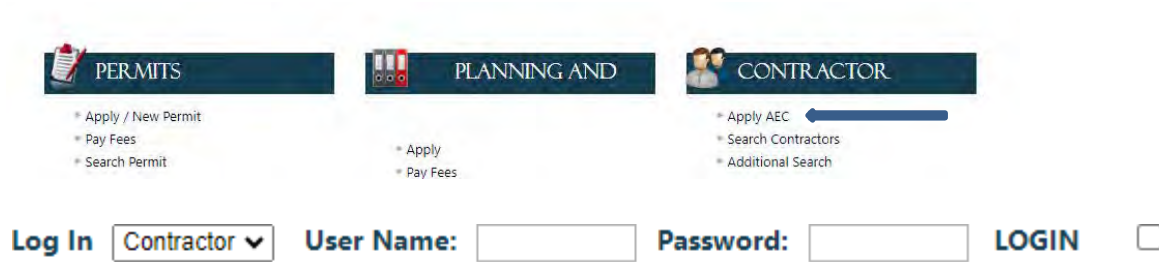 PERMITS
Apply / New Permit
Pay Fees
Search Permit
PLANNING AND
Apply
Pay Fees
CONTRACTOR
Apply AEC
Search Contractors
Additional Search
Log In Contractor User Name: Password: LOGIN